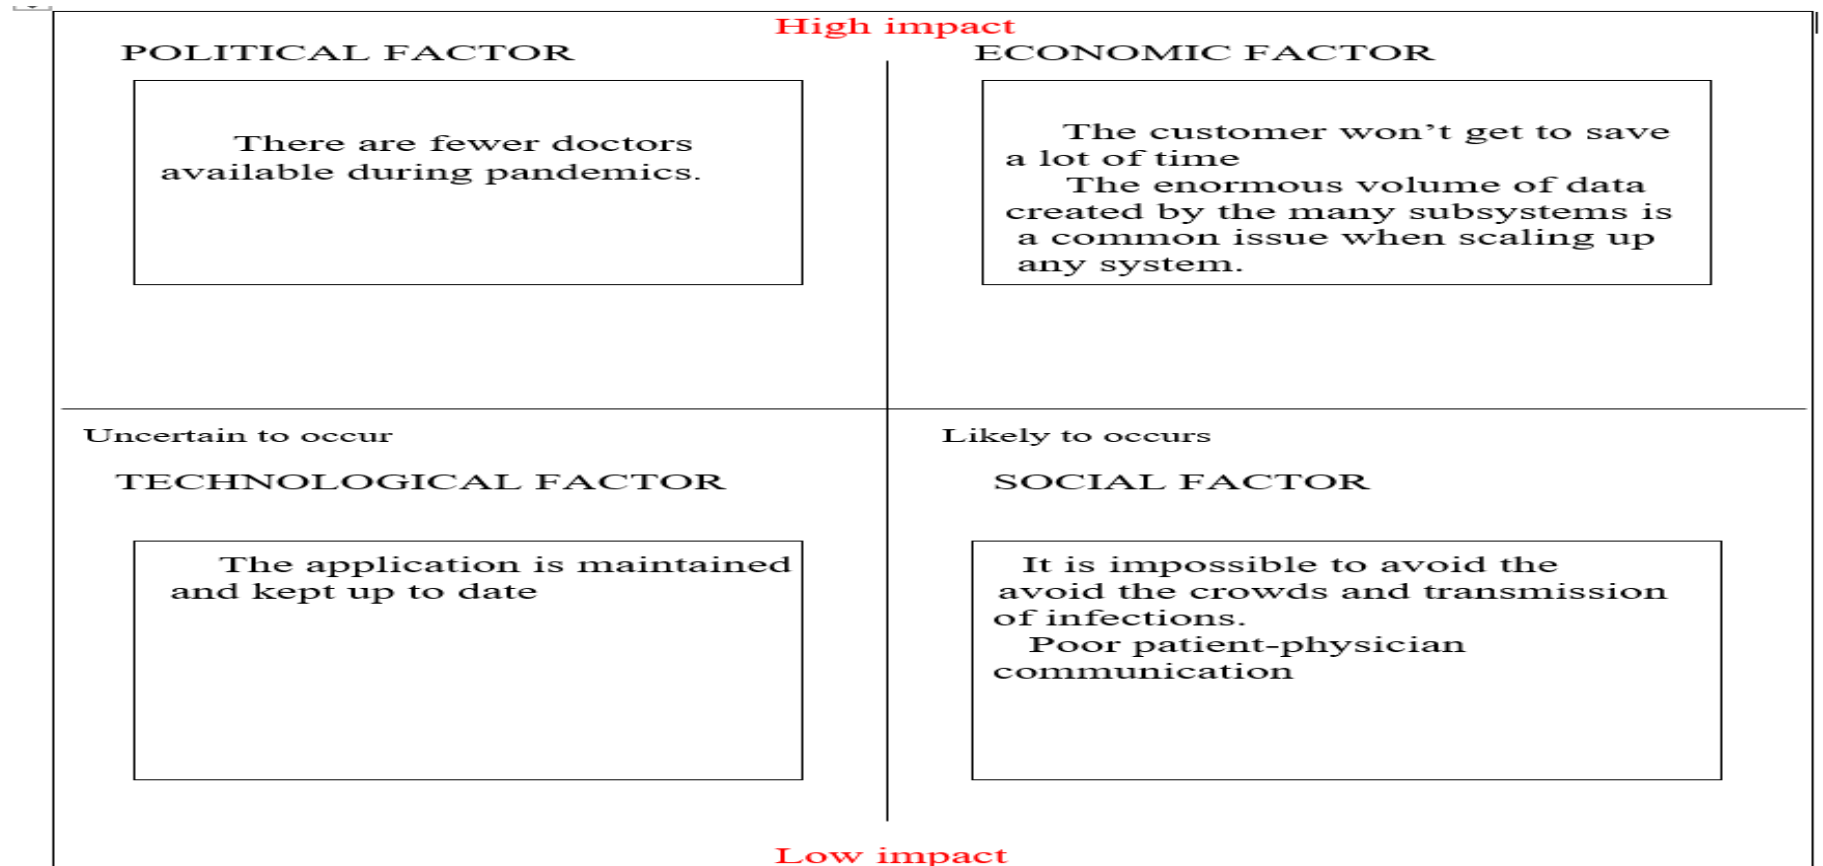 High impact
POLITICAL FACTOR
There are fewer doctors
available during pandemics.
ECONOMIC FACTOR
The customer won’t get to save
a lot of time
The enormous volume of data
created by the many subsystems is
a common issue when scaling up
any system.
Uncertain to occur
Likely to occurs
TECHNOLOGICAL FACTOR
The application is maintained
and kept up to date
SOCIAL FACTOR
It is impossible to avoid the
avoid the crowds and transmission
of infections.
Poor patient-physician
communication
Low impact